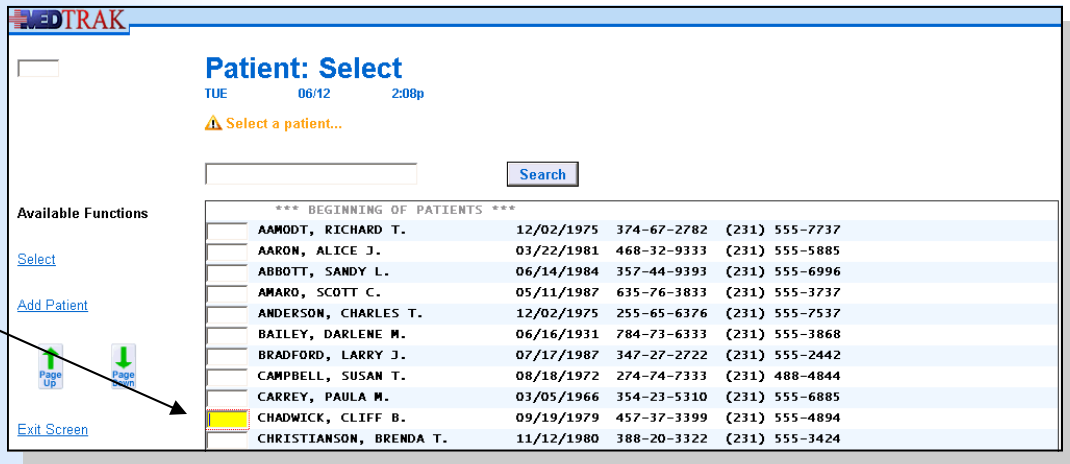 MEDTRAK
Patient: Select
TUE 06/12 2:08p
Select a patient...
Search
Available Functions
Select
Add Patient
Page Up
Page Down
Exit Screen
*** BEGINNING OF PATIENTS ***
AAMODT, RICHARD T. 12/02/1975 374-67-2782 (231) 555-7737
AARON, ALICE J. 03/22/1981 468-32-9333 (231) 555-5885
ABBOTT, SANDY L. 06/14/1984 357-44-9393 (231) 555-6996
AMARO, SCOTT C. 05/11/1987 635-76-3833 (231) 555-3737
ANDERSON, CHARLES T. 12/02/1975 255-65-6376 (231) 555-7537
BAILEY, DARLENE M. 06/16/1931 784-73-6333 (231) 555-3868
BRADFORD, LARRY J. 07/17/1987 347-27-2722 (231) 555-2442
CAMPBELL, SUSAN T. 08/18/1972 274-74-7333 (231) 488-4844
CARREY, PAULA M. 03/05/1966 354-23-5310 (231) 555-6885
CHADWICK, CLIFF B. 09/19/1979 457-37-3399 (231) 555-4894
CHRISTIANSON, BRENDA T. 11/12/1980 388-20-3322 (231) 555-3424